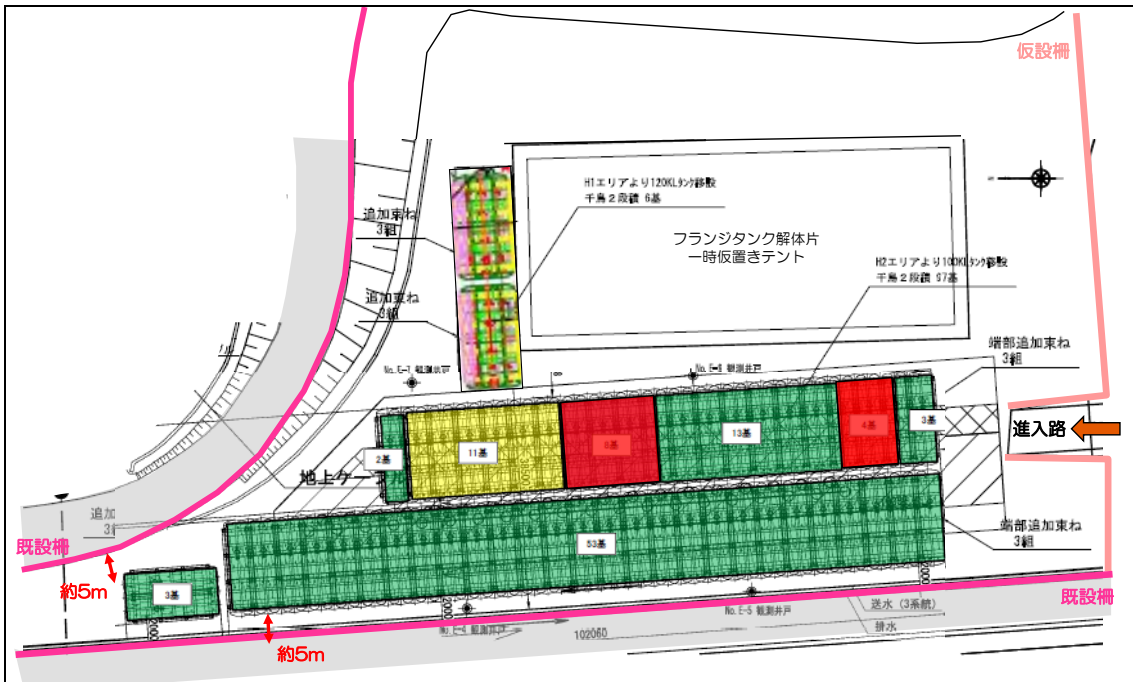 仮設柵
H1エリアより120KLタンク移設
千鳥2段積 6基
追加束ね
3組
フランジタンク解体片
一時仮置きテント
H2エリアより100KLタンク移設
千鳥2段積 97基
追加束ね
3組
端部追加束ね
3組
No.E-7 観測井戸
No.E-8 観測井戸
進入路
2基
11基
8基
13基
4基
3基
地上ケー
追加
3
既設柵
53基
端部追加束ね
3組
約5m
3基
既設柵
No.E-5 観測井戸
送水(3系統)
排水
102060
約5m